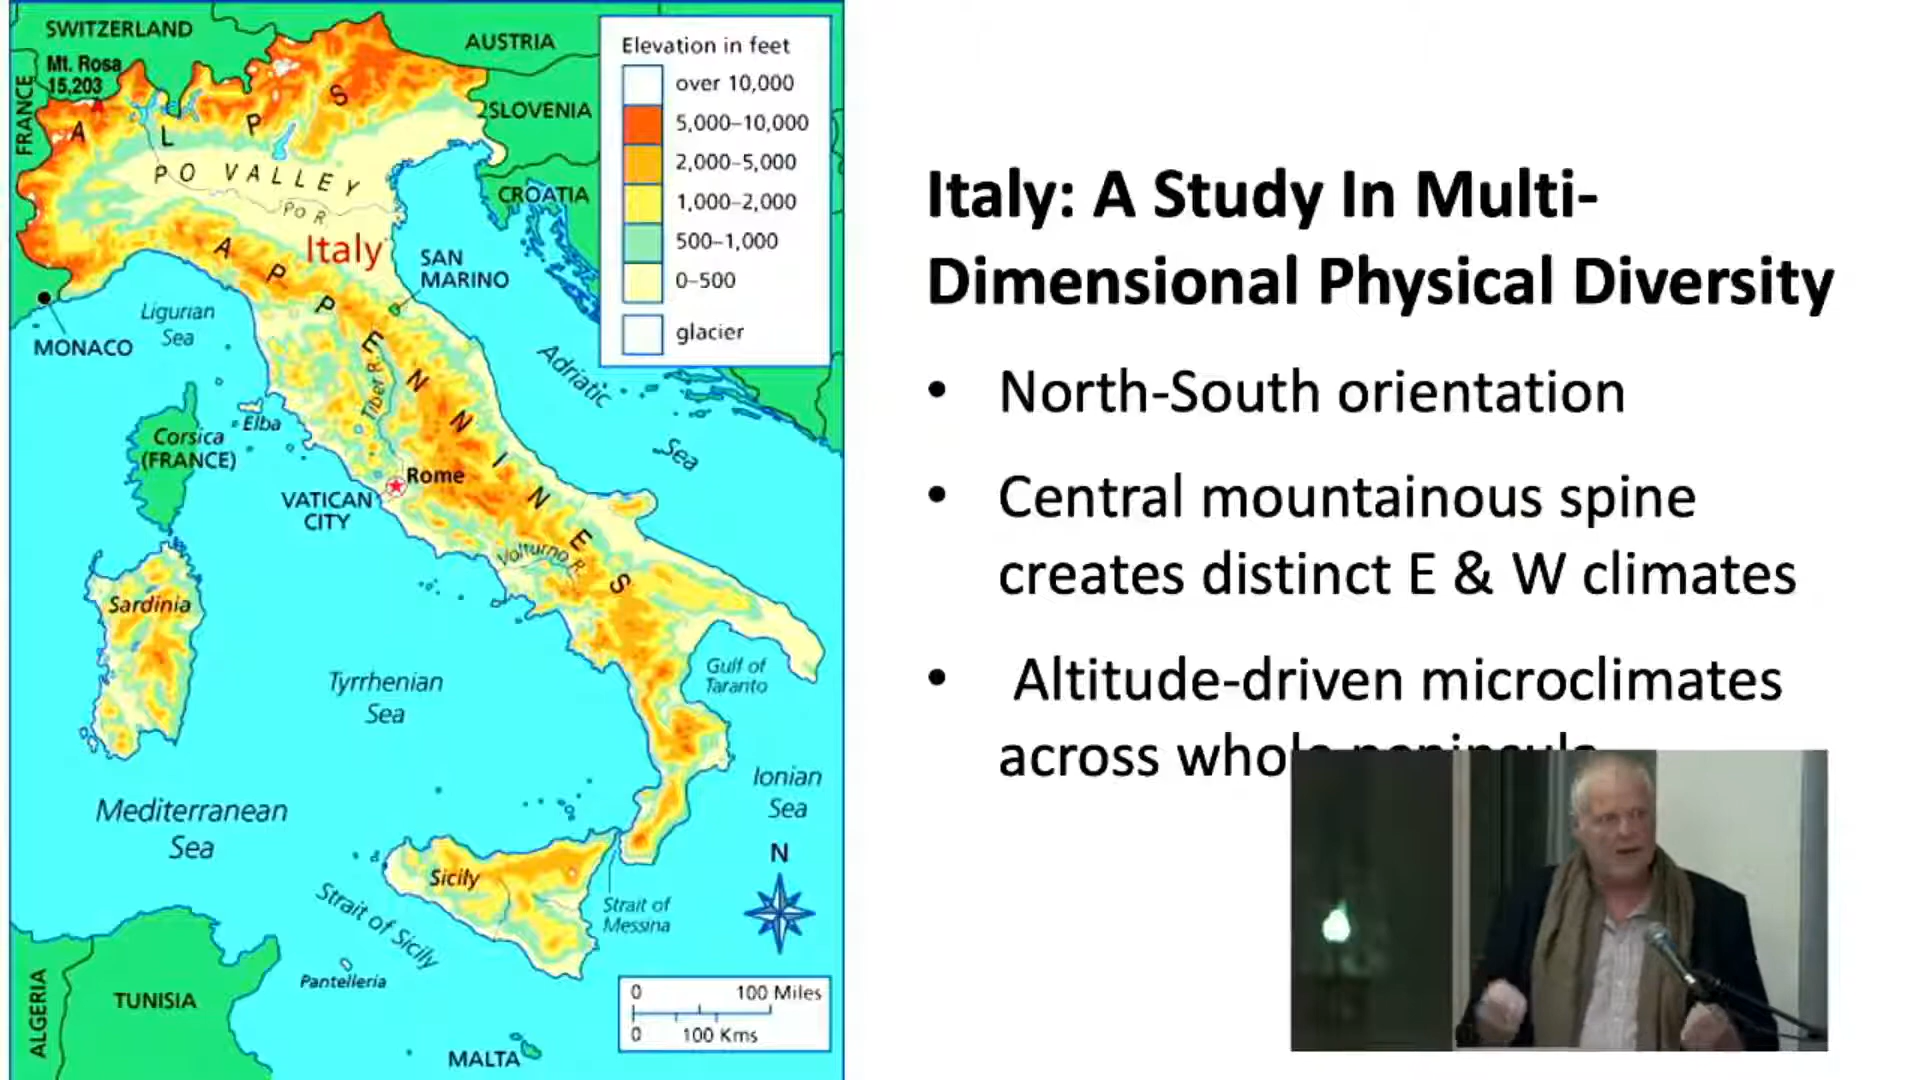 SWITZERLAND
AUSTRIA
Mt. Rosa
15,203
FRANCE
SLOVENIA
CROATIA
A L P S
PO VALLEY
Po R.
Italy
SAN
MARINO
APPENNINES
MONACO
Ligurian
Sea
Adriatic
Sea
Tiber R.
Elba
Corsica
(FRANCE)
Rome
VATICAN
CITY
Volturno R.
Sardinia
Tyrrhenian
Sea
Gulf of
Taranto
Ionian
Sea
Mediterranean
Sea
N
Sicily
Strait of
Messina
Strait of Sicily
Pantelleria
ALGERIA
TUNISIA
MALTA
Elevation in feet
over 10,000
5,000–10,000
2,000–5,000
1,000–2,000
500–1,000
0–500
glacier
0 100 Miles
0 100 Kms
Italy: A Study In Multi-
Dimensional Physical Diversity
• North-South orientation
• Central mountainous spine
creates distinct E & W climates
• Altitude-driven microclimates
across